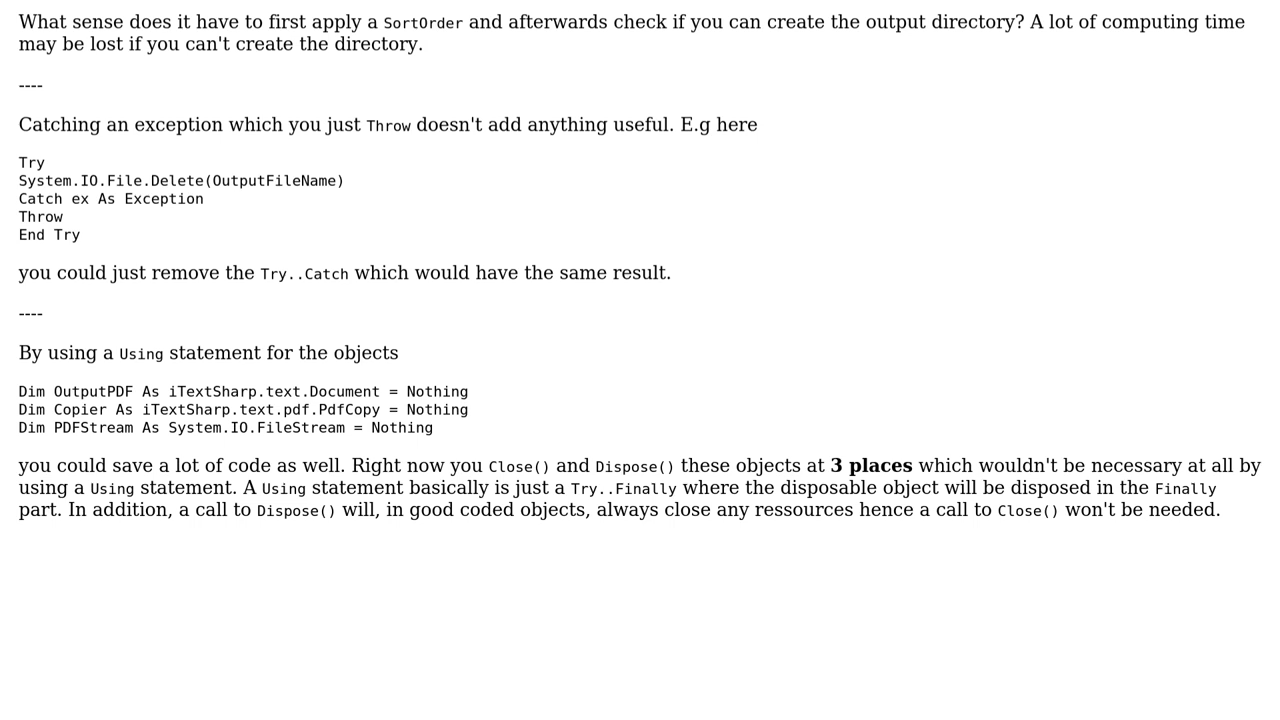 What sense does it have to first apply a SortOrder and afterwards check if you can create the output directory? A lot of computing time
may be lost if you can't create the directory.
----
Catching an exception which you just Throw doesn't add anything useful. E.g here
Try
System.IO.File.Delete(OutputFileName)
Catch ex As Exception
Throw
End Try
you could just remove the Try..Catch which would have the same result.
----
By using a Using statement for the objects
Dim OutputPDF As iTextSharp.text.Document = Nothing
Dim Copier As iTextSharp.text.pdf.PdfCopy = Nothing
Dim PDFStream As System.IO.FileStream = Nothing
you could save a lot of code as well. Right now you Close() and Dispose() these objects at 3 places which wouldn't be necessary at all by
using a Using statement. A Using statement basically is just a Try..Finally where the disposable object will be disposed in the Finally
part. In addition, a call to Dispose() will, in good coded objects, always close any ressources hence a call to Close() won't be needed.